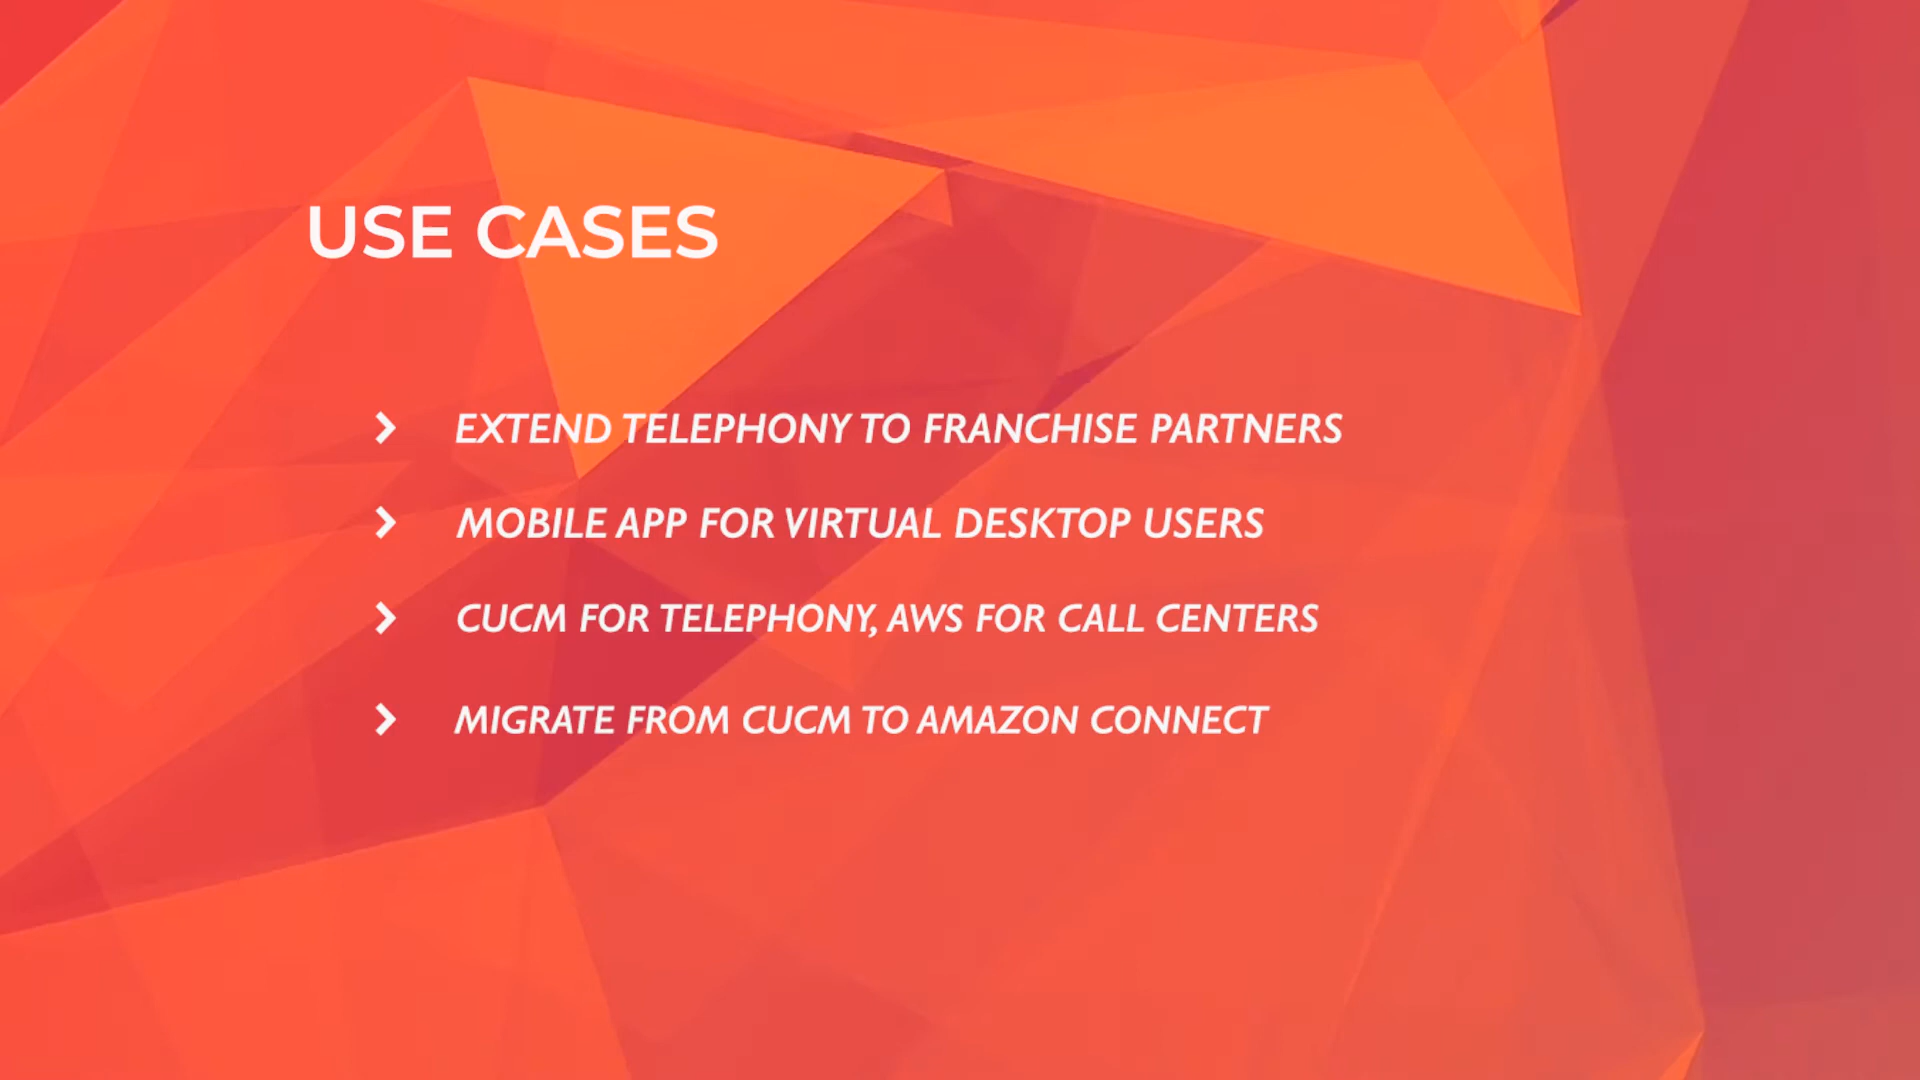 USE CASES
EXTEND TELEPHONY TO FRANCHISE PARTNERS
MOBILE APP FOR VIRTUAL DESKTOP USERS
CUCM FOR TELEPHONY, AWS FOR CALL CENTERS
MIGRATE FROM CUCM TO AMAZON CONNECT